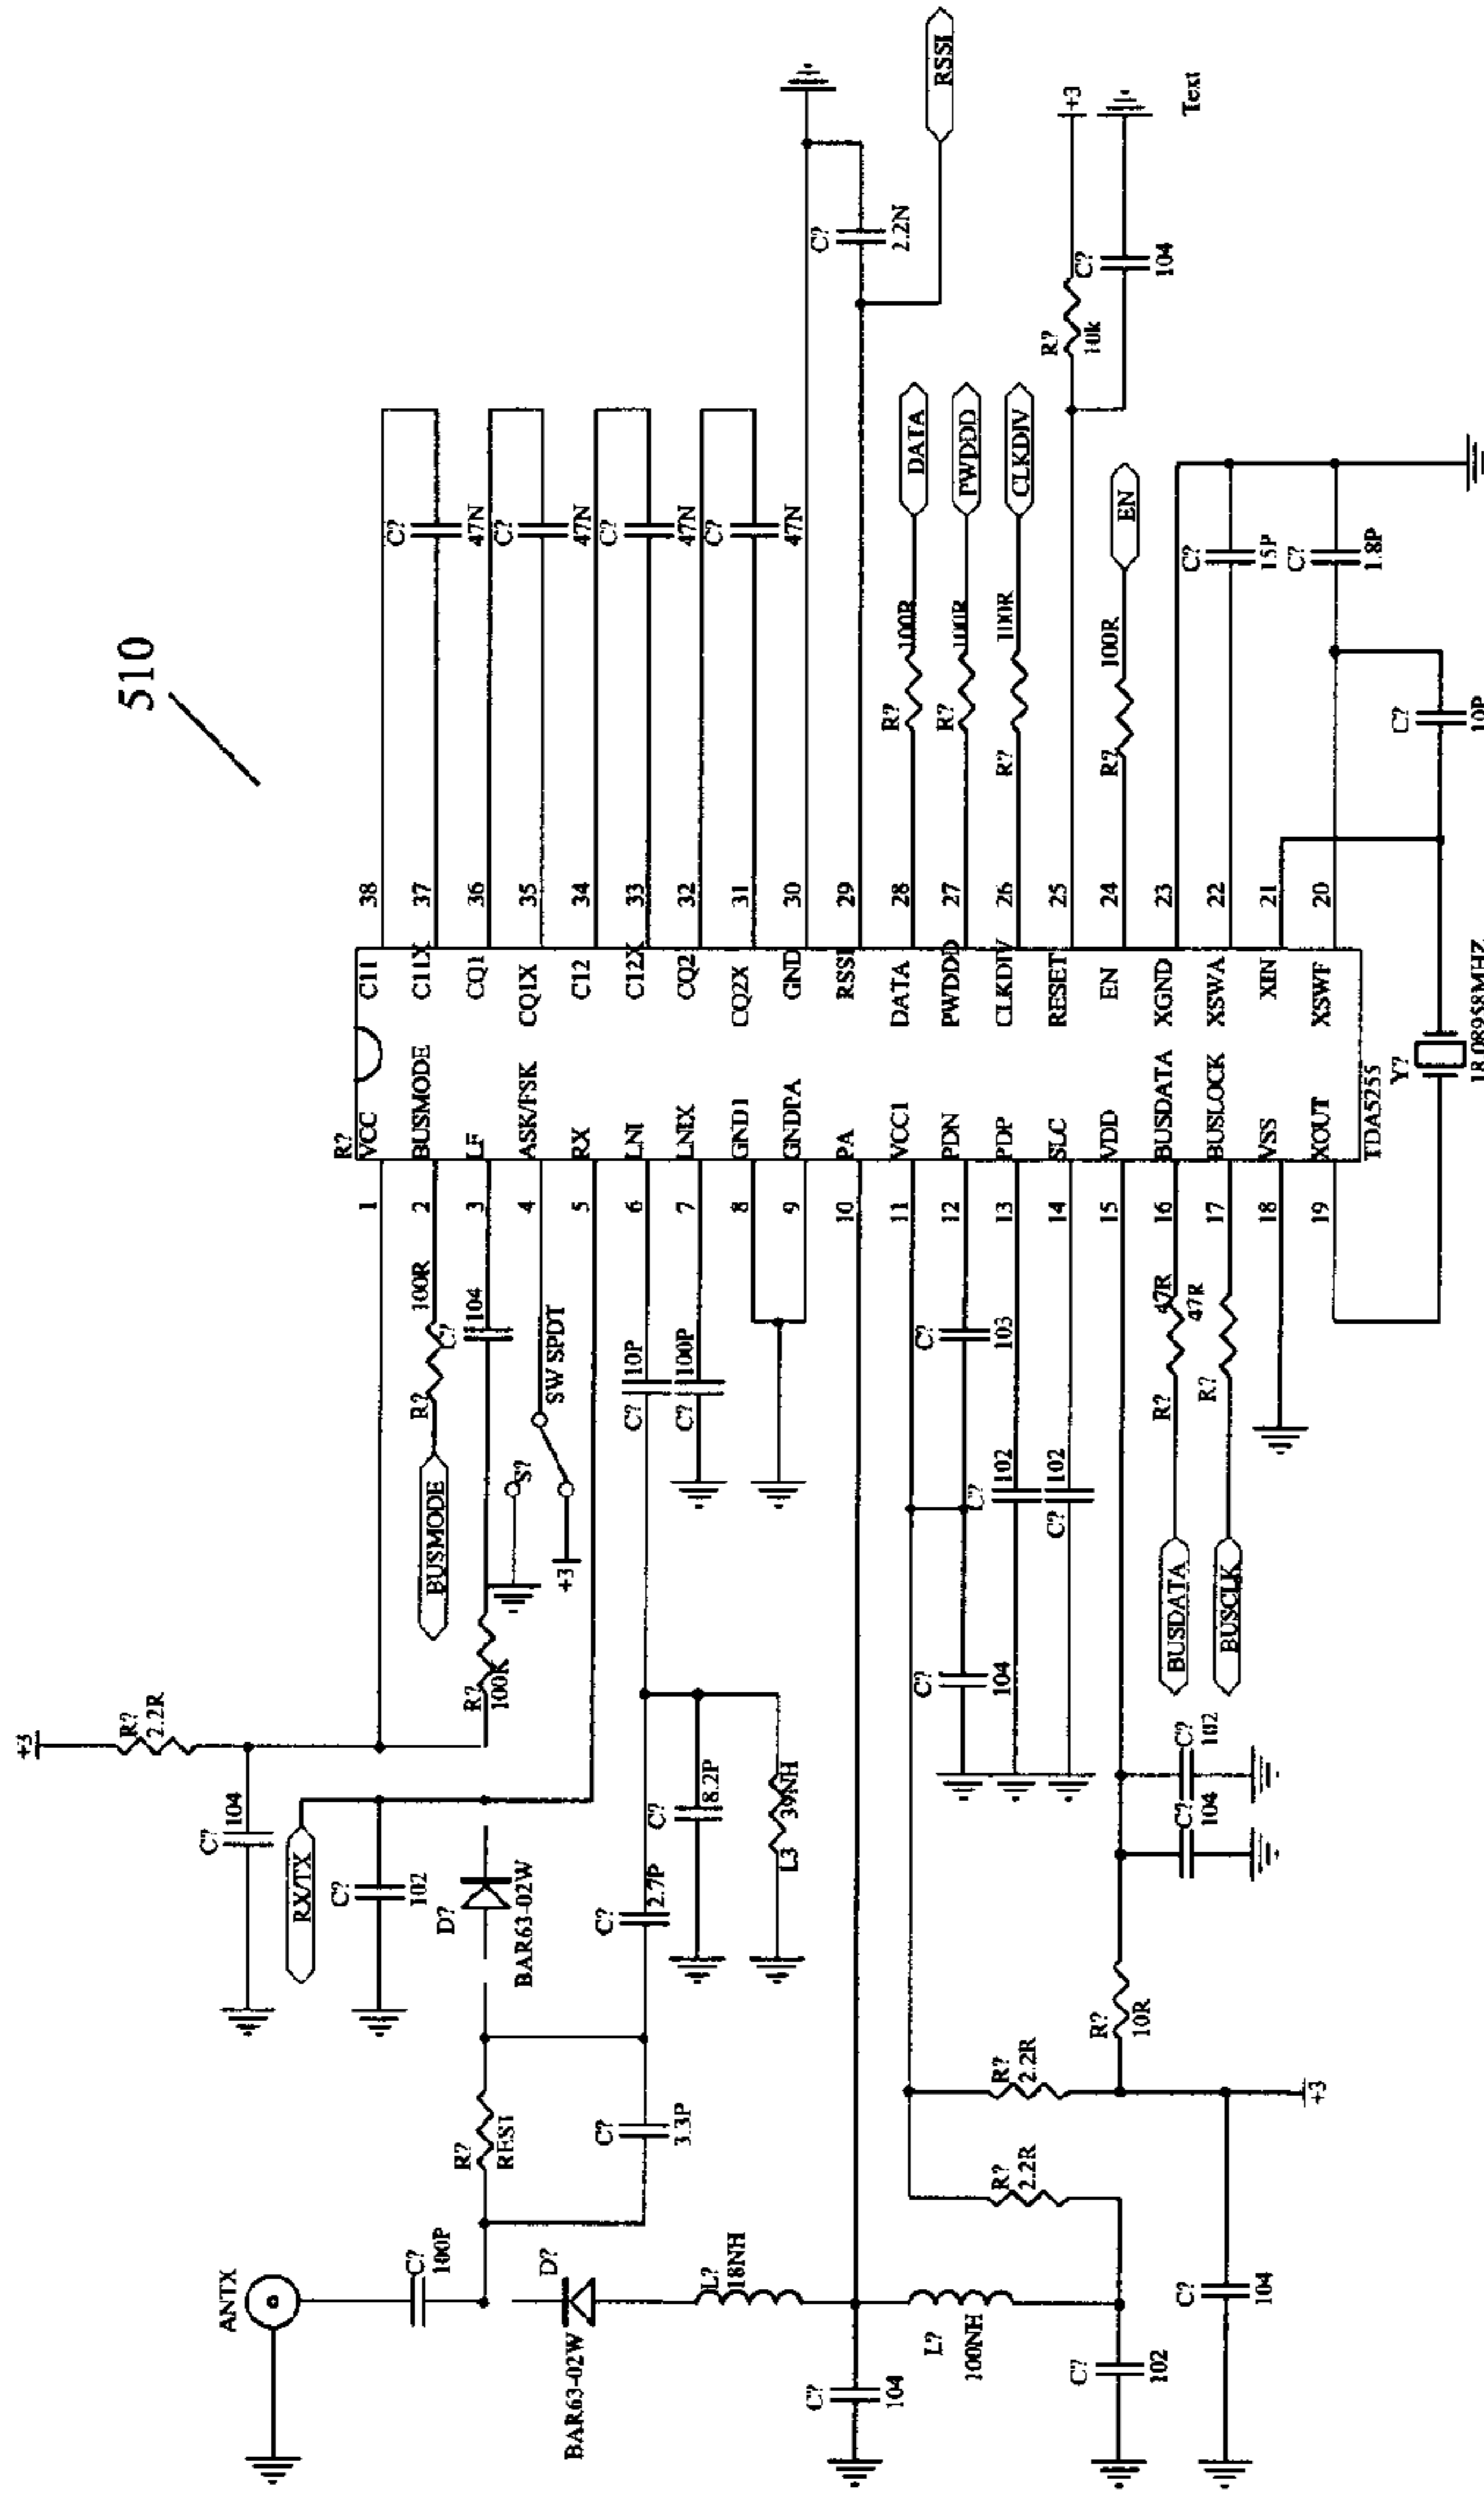 510
ANTX
C?
100P
R?
REST
C?
3.3P
D?
BAR63-02W
L?
18NH
C?
104
L?
100NH
C?
102
C?
104
R?
2.2R
R?
2.2R
+3
R?
10R
C?
104
C?
102
+3
R?
2.2R
C?
104
RX/TX
C?
102
D?
BAR63-02W
C?
2.7P
C?
8.2P
L3
39NH
R?
100K
BUSMODE
R?
100R
C?
104
S?
SW SPDT
+3
C?
10P
C?
100P
C?
103
C?
104
C?
102
C?
102
BUSDATA
R?
47R
BUSCLK
R?
47R
R?
1 VCC
2 BUSMODE
3 LF
4 ASK/FSK
5 RX
6 LNI
7 LNIX
8 GND1
9 GNDPA
10 PA
11 VCC1
12 PDN
13 PDP
14 SLC
15 VDD
16 BUSDATA
17 BUSLOCK
18 VSS
19 XOUT
C11 38
C11X 37
CQ1 36
CQ1X 35
C12 34
C12X 33
CQ2 32
CQ2X 31
GND 30
RSSI 29
DATA 28
PWDDD 27
CLKDIV 26
RESET 25
EN 24
XGND 23
XSWA 22
XIN 21
XSWF 20
TDA5255
Y?
18.08958MHZ
C?
47N
C?
47N
C?
47N
C?
47N
C?
2.2N
RSSI
R?
100R
DATA
R?
100R
PWDDD
R?
100R
CLKDIV
R?
10k
+3
C?
104
Text
R?
100R
EN
C?
15P
C?
1.8P
C?
10P